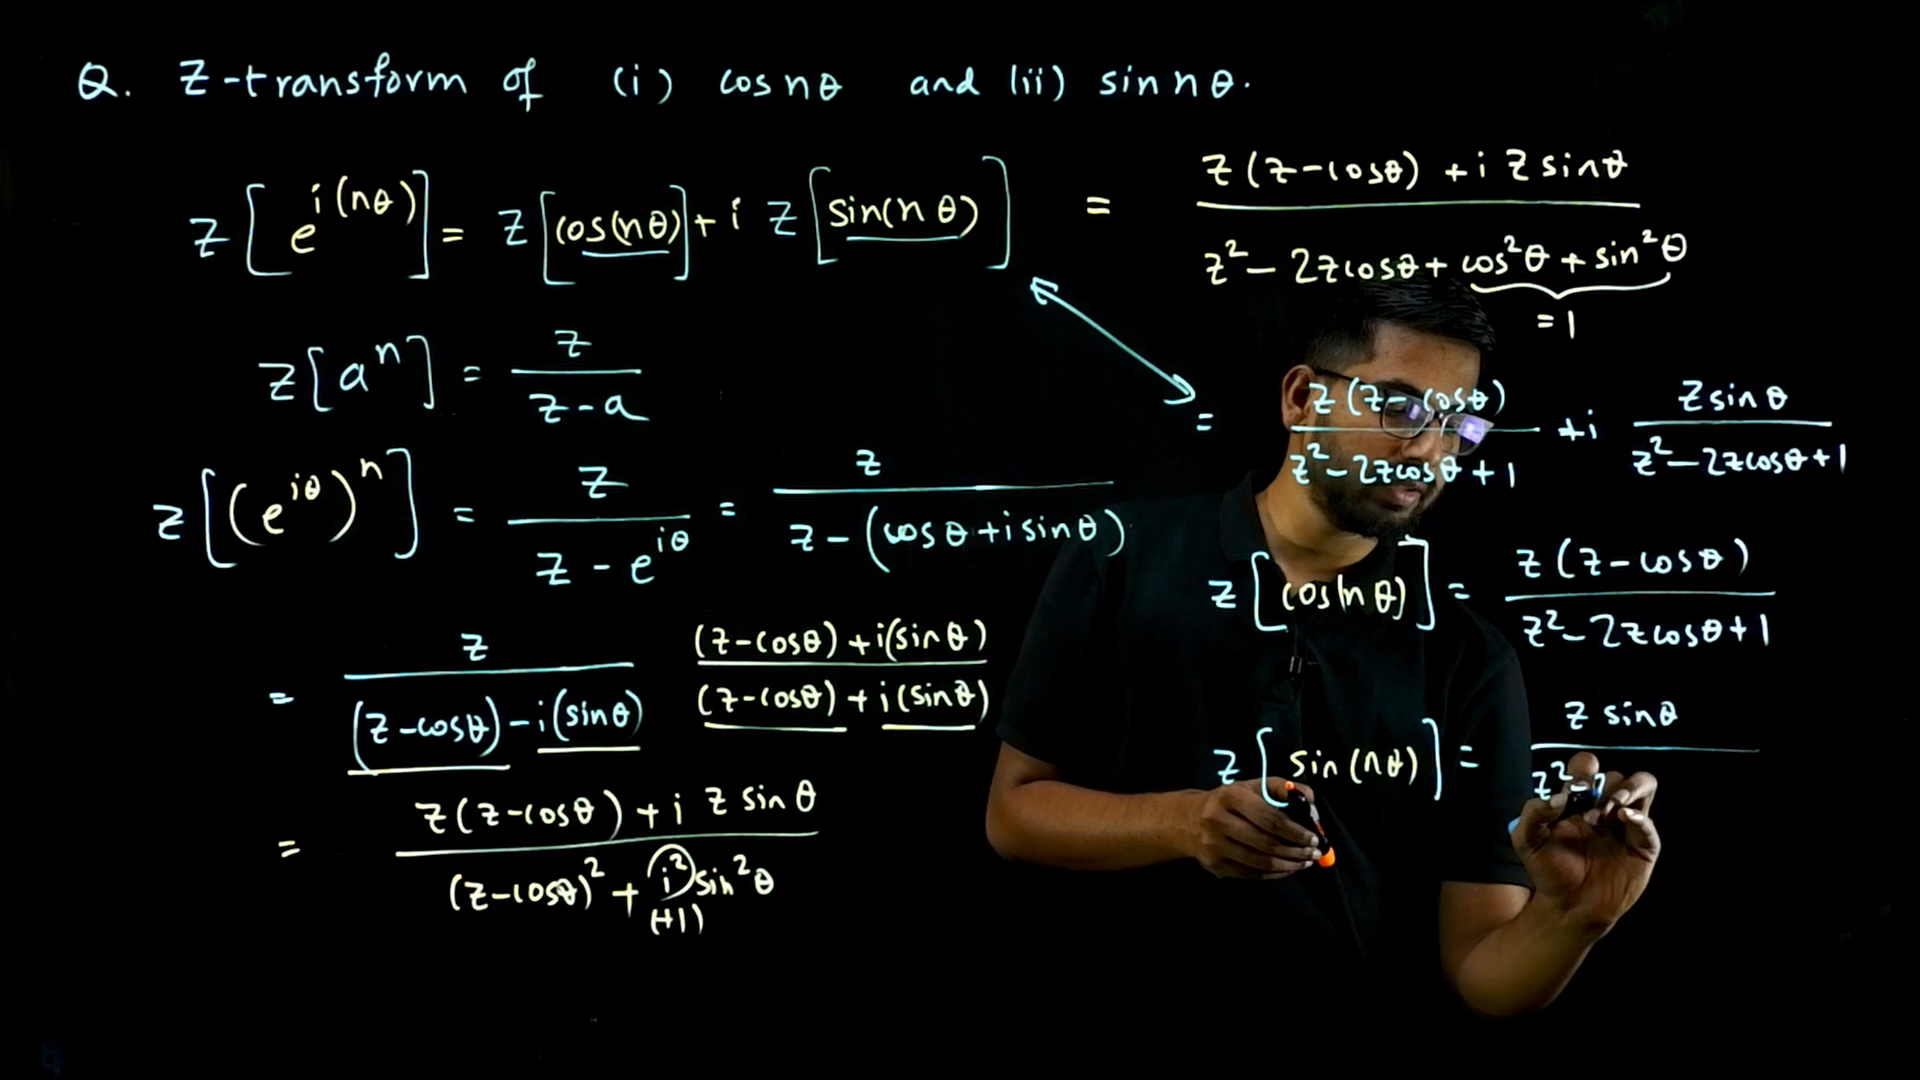 Q. Z-transform of (i) cos nθ and (ii) sin nθ.
Z[e^{i(nθ)}] = Z[cos(nθ)] + i Z[sin(nθ)]
Z[a^n] = z/(z-a)
Z[(e^{iθ})^n] = z/(z - e^{iθ}) = z/(z - (cosθ + i sinθ))
= z/((z-cosθ) - i(sinθ)) ((z-cosθ) + i(sinθ))/((z-cosθ) + i(sinθ))
= (z(z-cosθ) + i z sinθ)/((z-cosθ)² + i² sin²θ)
(+1)
= (z(z-cosθ) + i z sinθ)/(z² - 2z cosθ + cos²θ + sin²θ)
= 1
= z(z-cosθ)/(z² - 2z cosθ + 1) + i z sinθ/(z² - 2z cosθ + 1)
Z[cos(nθ)] = z(z-cosθ)/(z² - 2z cosθ + 1)
Z[sin(nθ)] = z sinθ/z² -